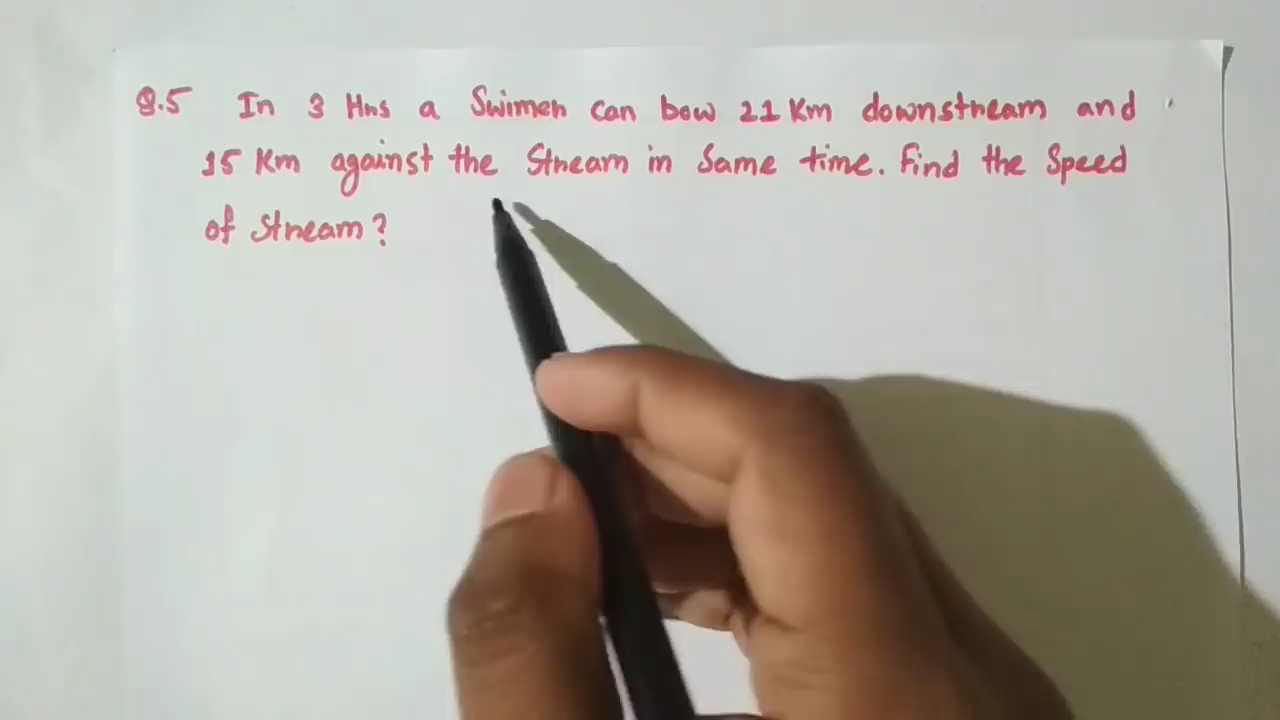 Q.5 In 3 Hrs a Swimer can bow 21 Km downstream and
15 Km against the Stream in Same time. Find the Speed
of Stream?